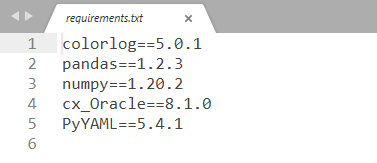 requirements.txt ×
1 colorlog==5.0.1
2 pandas==1.2.3
3 numpy==1.20.2
4 cx_Oracle==8.1.0
5 PyYAML==5.4.1
6